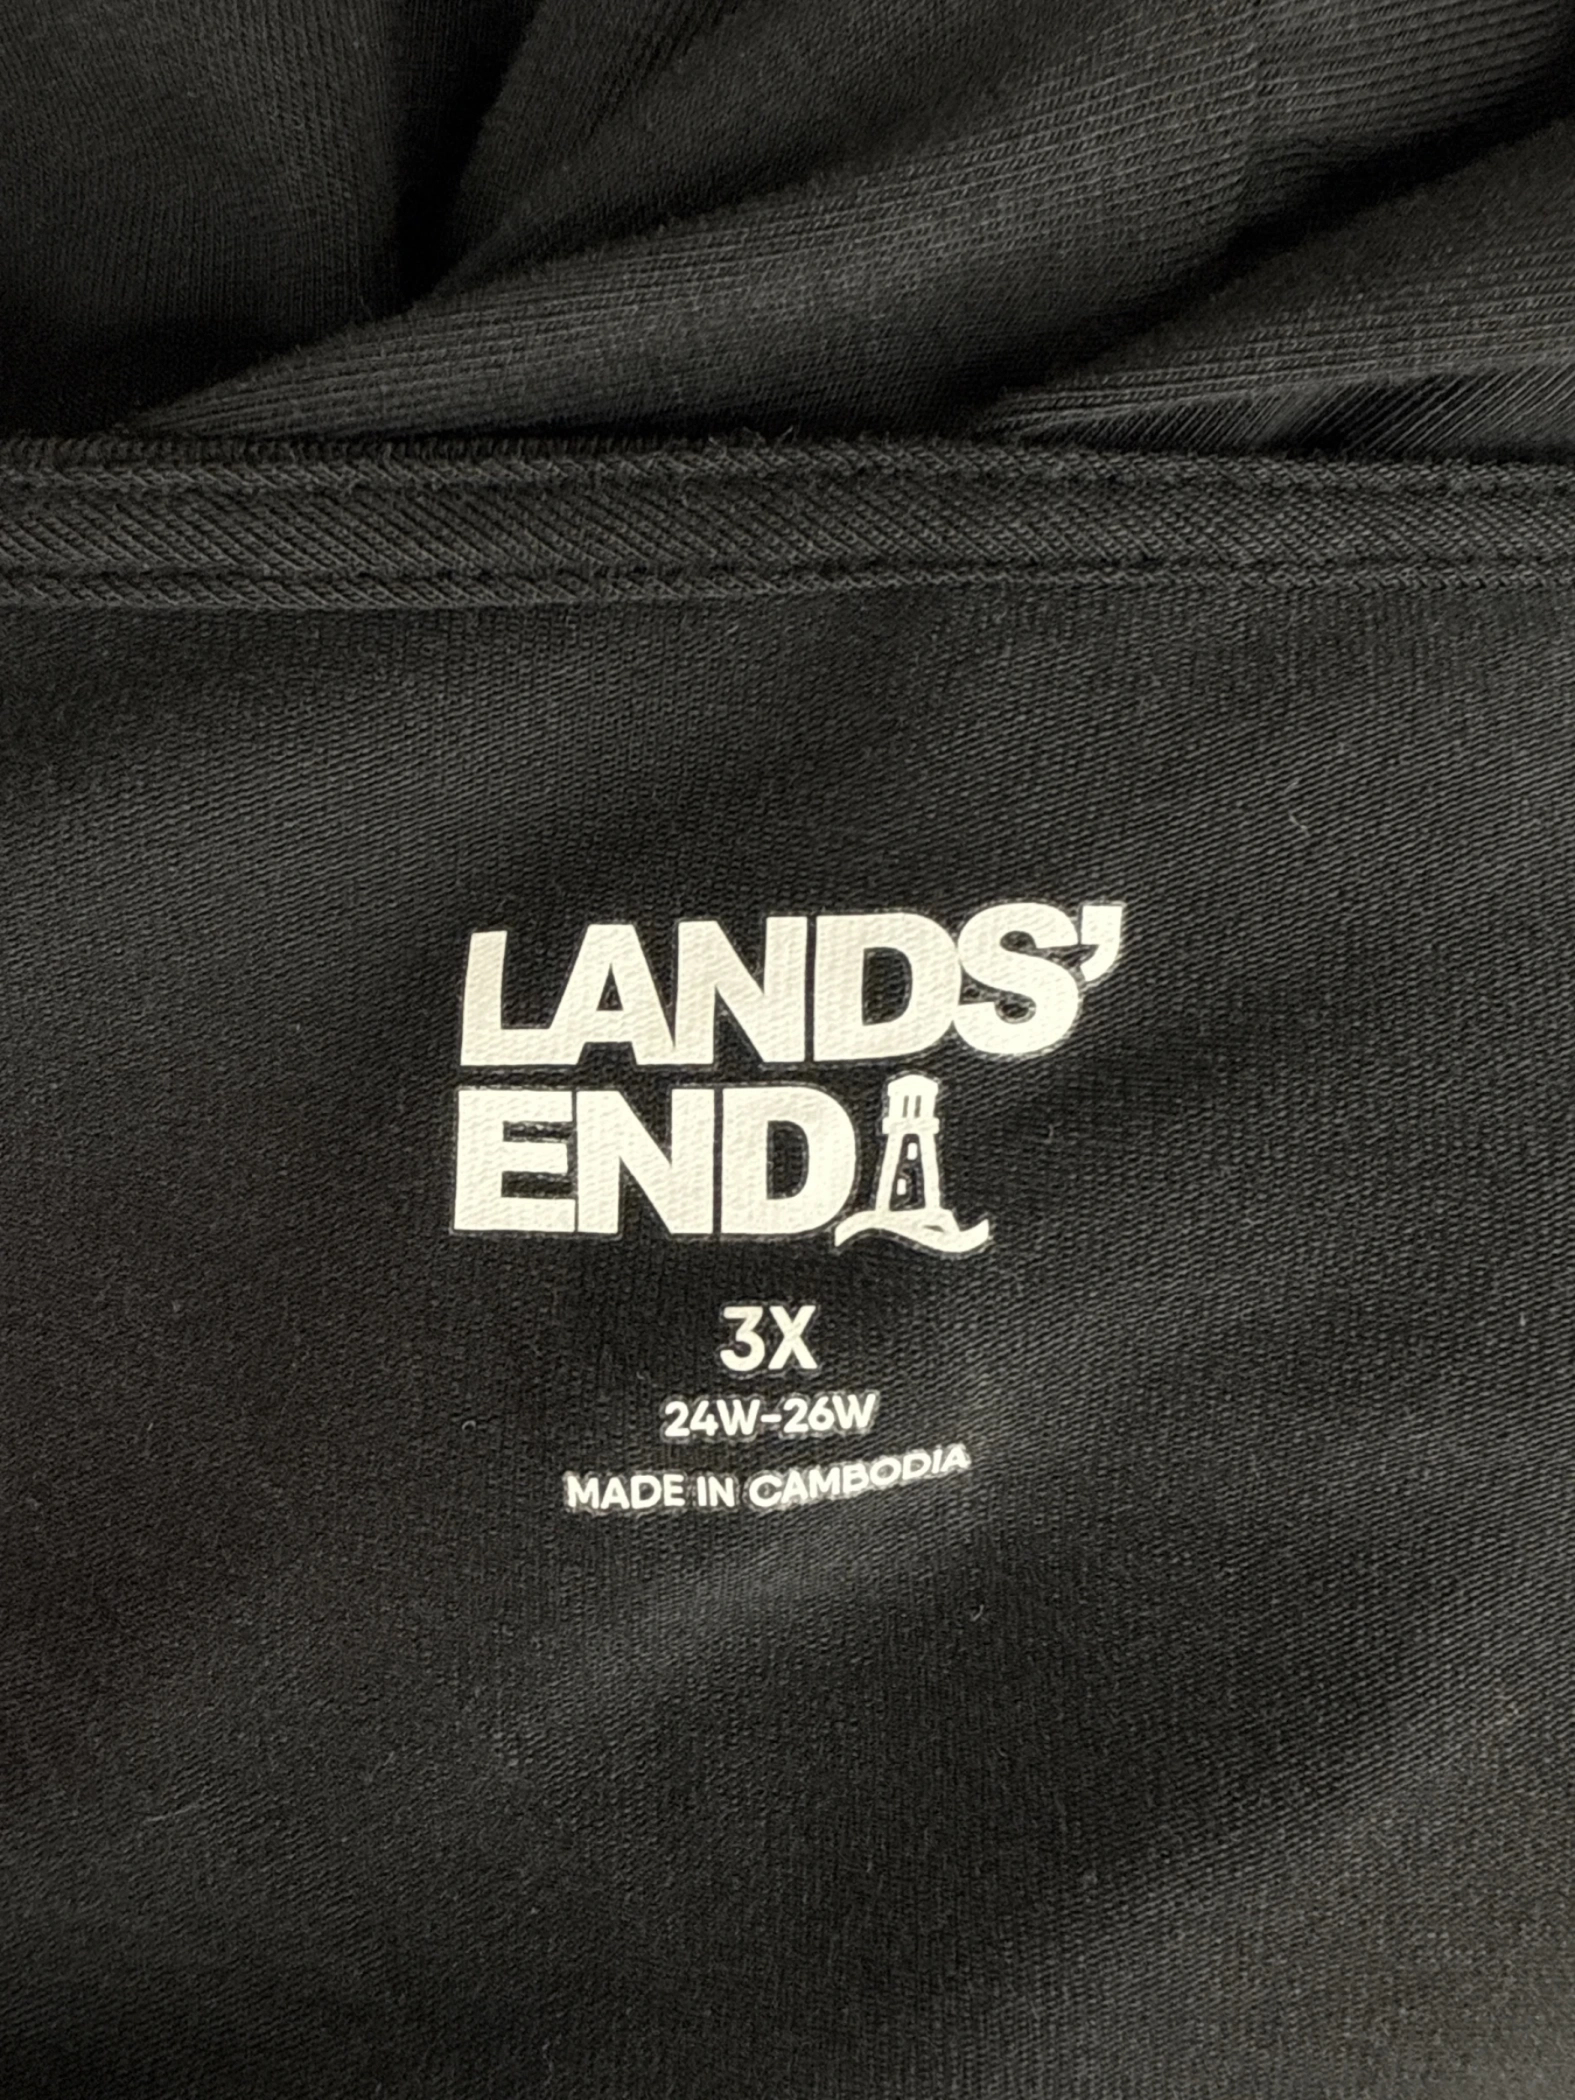 LANDS'
END
3X
24W-26W
MADE IN CAMBODIA